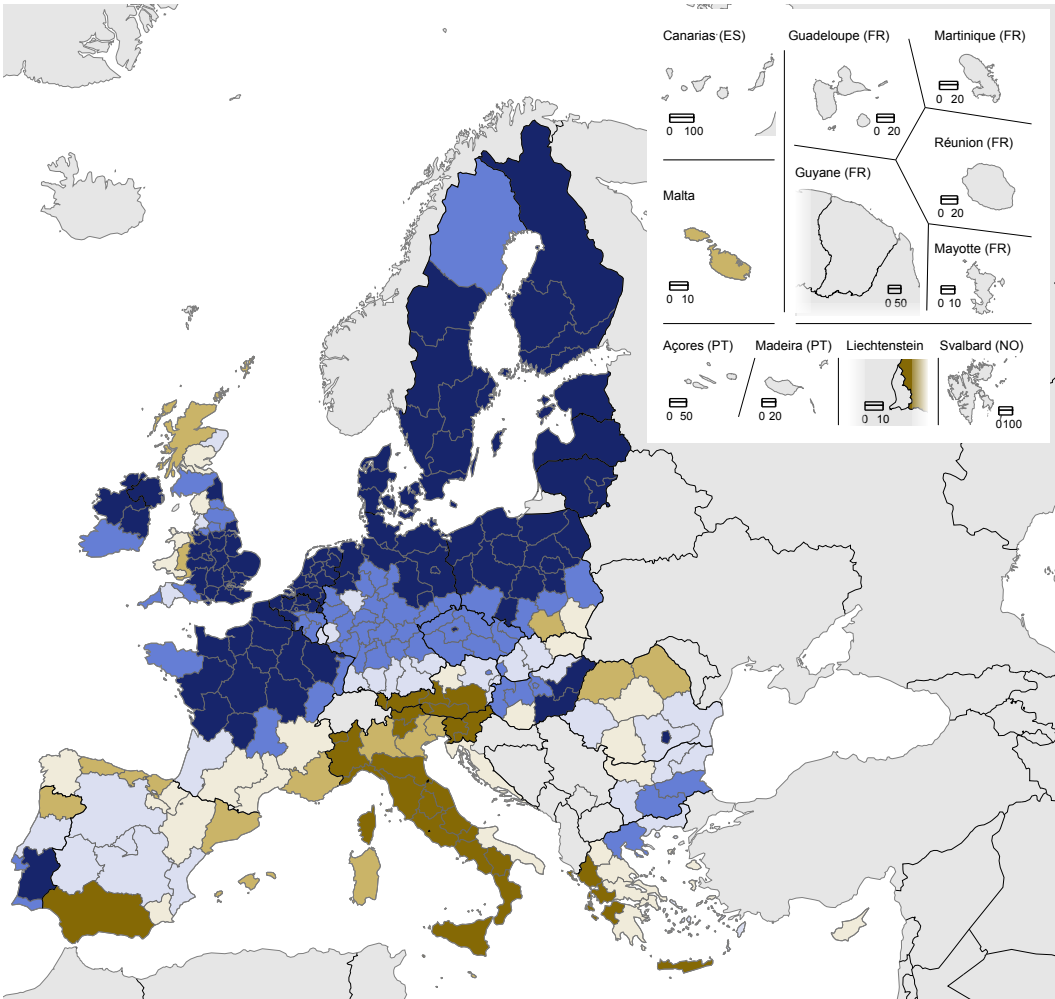 Canarias (ES)
0 100
Guadeloupe (FR)
0 20
Martinique (FR)
0 20
Réunion (FR)
0 20
Malta
0 10
Guyane (FR)
0 50
Mayotte (FR)
0 10
Açores (PT)
0 50
Madeira (PT)
0 20
Liechtenstein
0 10
Svalbard (NO)
0100